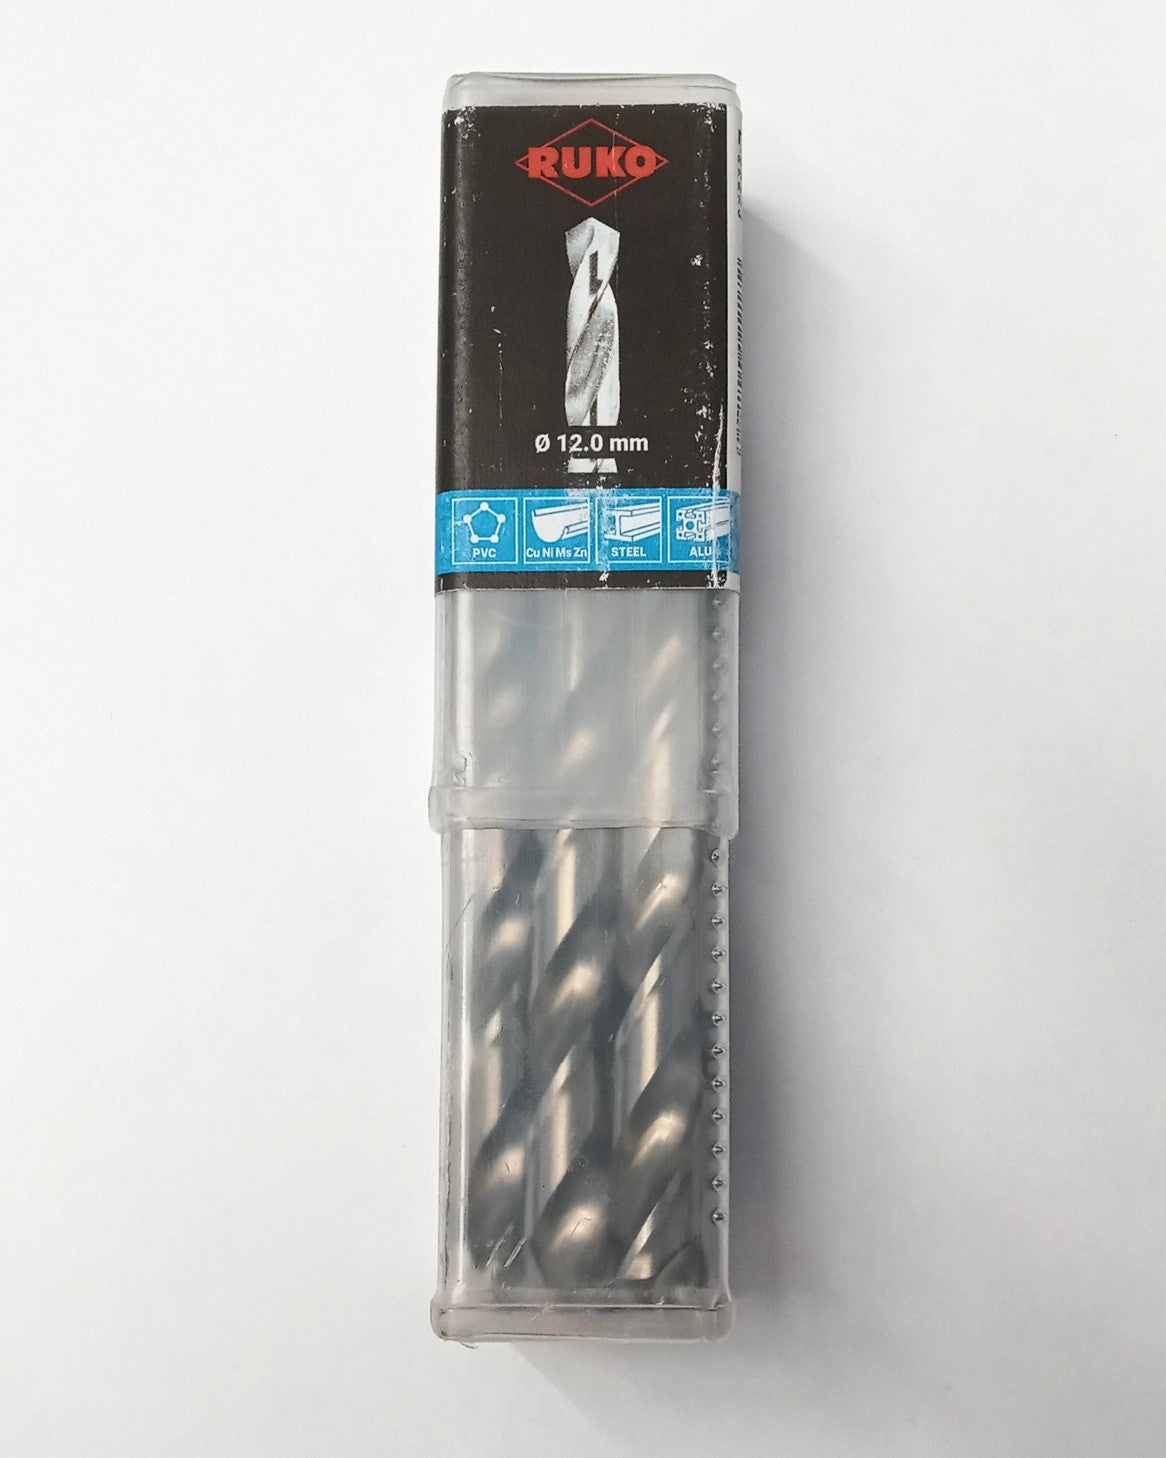 RUKO
Ø 12.0 mm
PVC
Cu Ni Ms Zn
STEEL
ALU